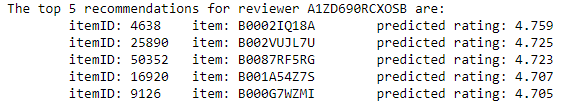 The top 5 recommendations for reviewer A1ZD690RCXOSB are:
itemID: 4638 item: B0002IQ18A predicted rating: 4.759
itemID: 25890 item: B002VUJL7U predicted rating: 4.725
itemID: 50352 item: B0087RF5RG predicted rating: 4.723
itemID: 16920 item: B001A54Z7S predicted rating: 4.707
itemID: 9126 item: B000G7WZMI predicted rating: 4.705